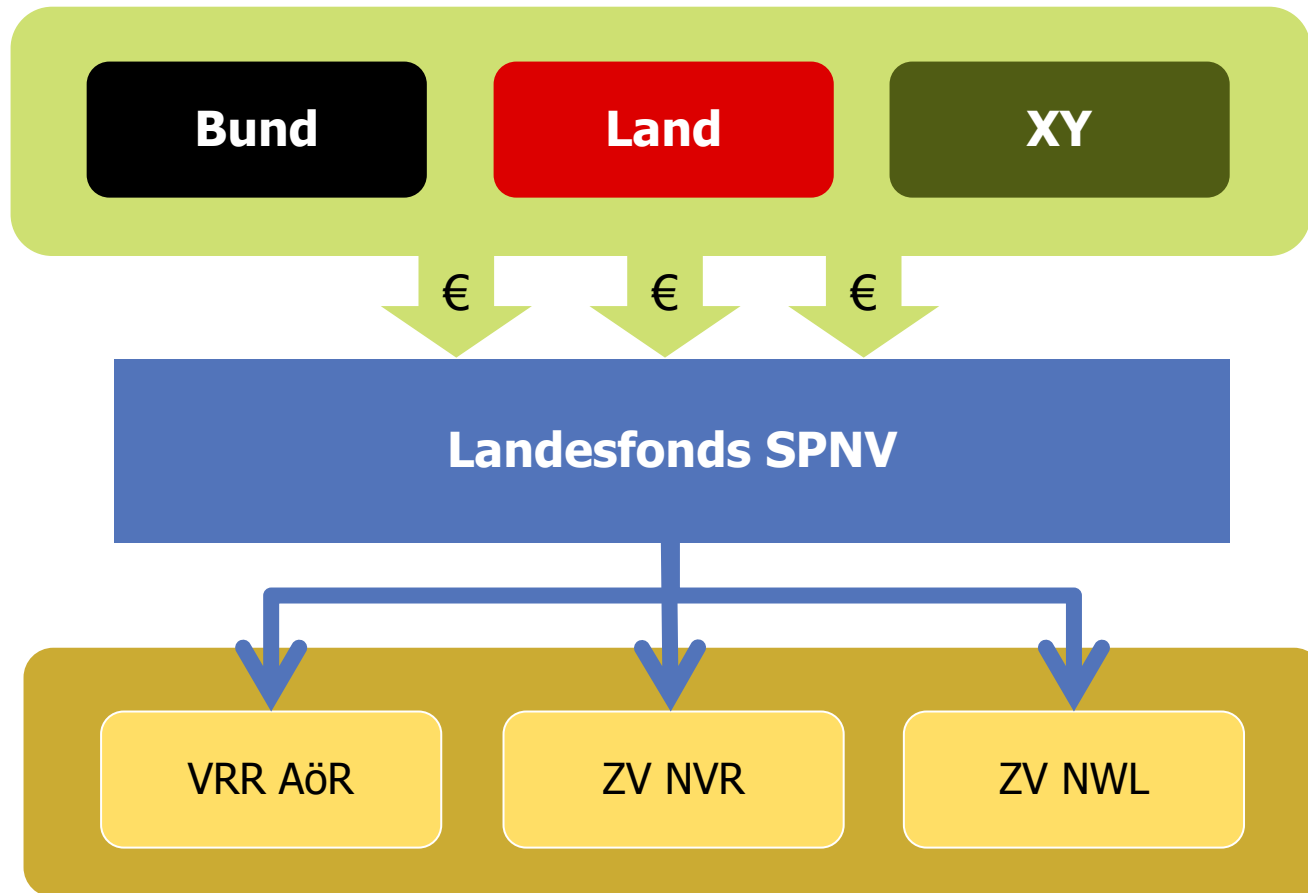 Bund
Land
XY
€
€
€
Landesfonds SPNV
VRR AöR
ZV NVR
ZV NWL